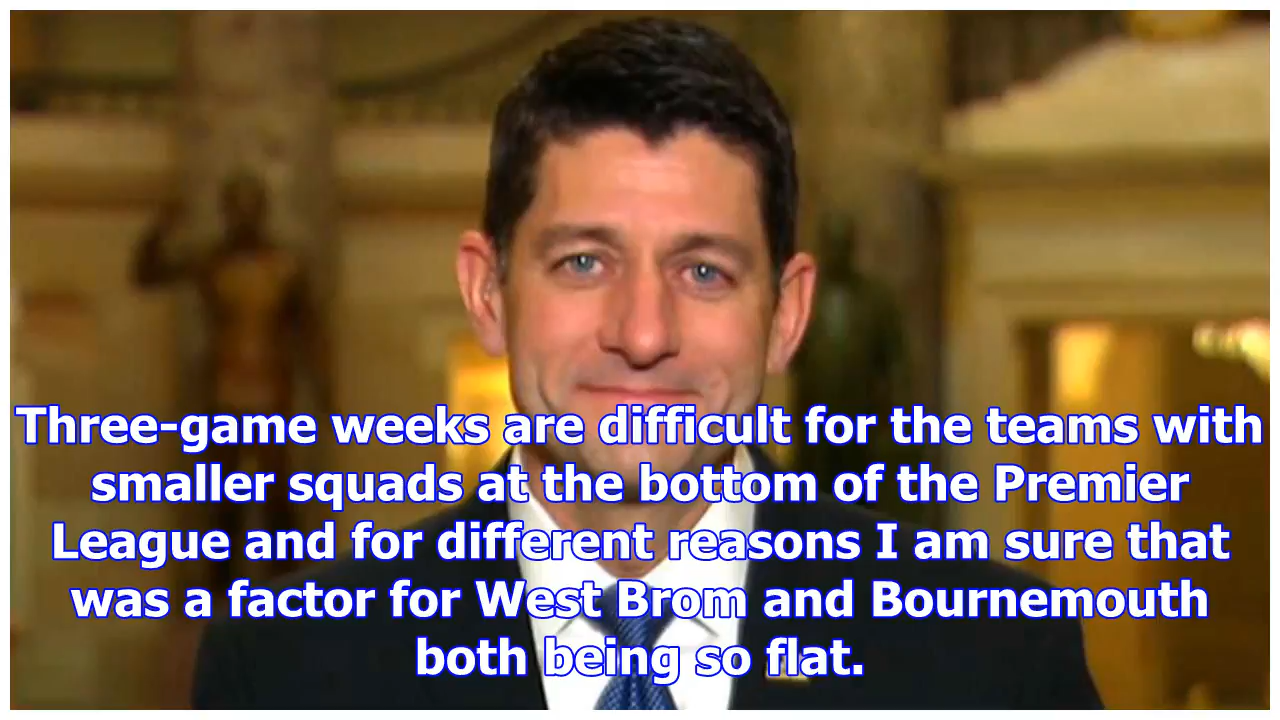 Three-game weeks are difficult for the teams with
smaller squads at the bottom of the Premier
League and for different reasons I am sure that
was a factor for West Brom and Bournemouth
both being so flat.